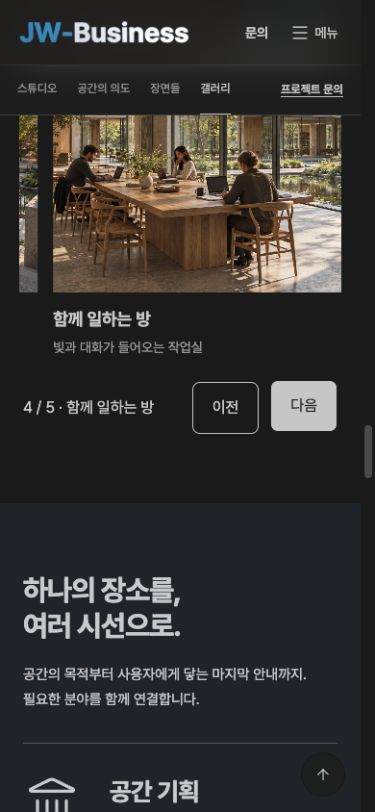 JW-Business
문의
메뉴
스튜디오
공간의 의도
장면들
갤러리
프로젝트 문의
함께 일하는 방
빛과 대화가 들어오는 작업실
4 / 5 · 함께 일하는 방
이전
다음
하나의 장소를,
여러 시선으로.
공간의 목적부터 사용자에게 닿는 마지막 안내까지.
필요한 분야를 함께 연결합니다.
공간 기획